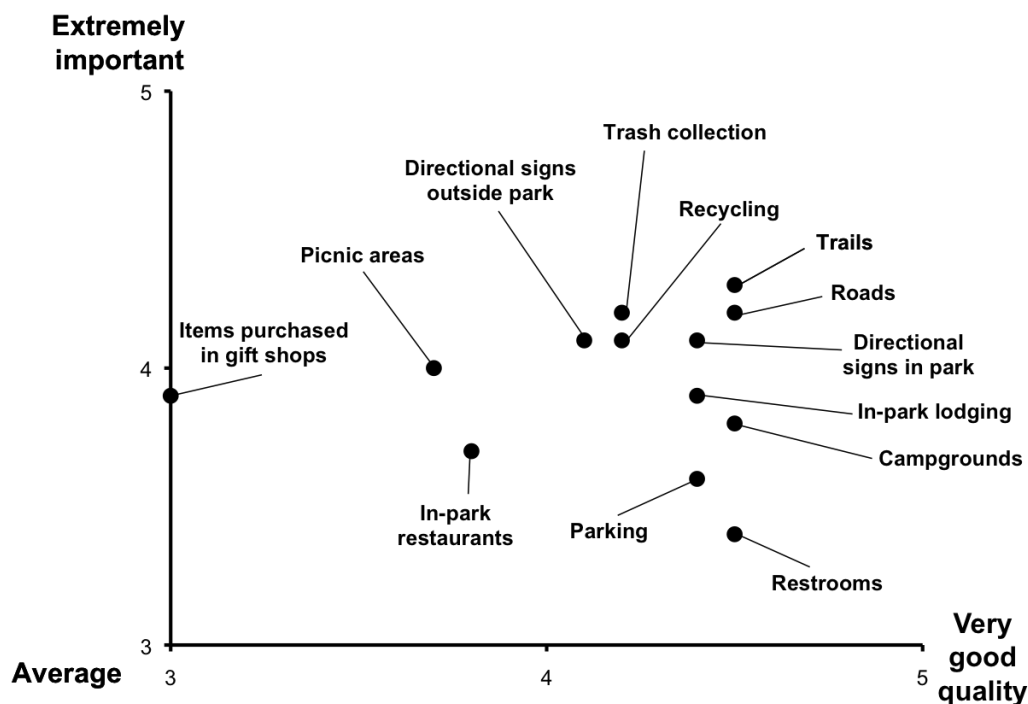 Extremely
important
5
Trash collection
Directional signs
outside park
Recycling
Trails
Picnic areas
Roads
Items purchased
in gift shops
Directional
signs in park
4
In-park lodging
Campgrounds
In-park
restaurants
Parking
Restrooms
3
Average
3
4
5
Very
good
quality